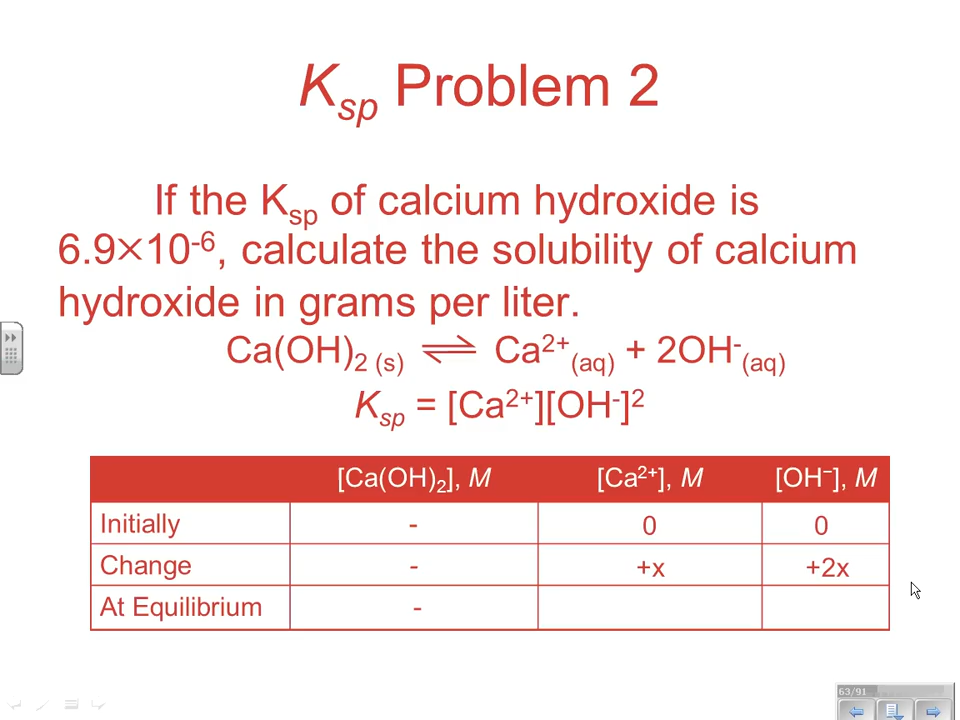 Ksp Problem 2
If the Ksp of calcium hydroxide is
6.9×10-6, calculate the solubility of calcium
hydroxide in grams per liter.
Ca(OH)2 (s) ⇌ Ca2+(aq) + 2OH-(aq)
Ksp = [Ca2+][OH-]2
[Ca(OH)2], M [Ca2+], M [OH−], M
Initially - 0 0
Change - +x +2x
At Equilibrium -
63/91